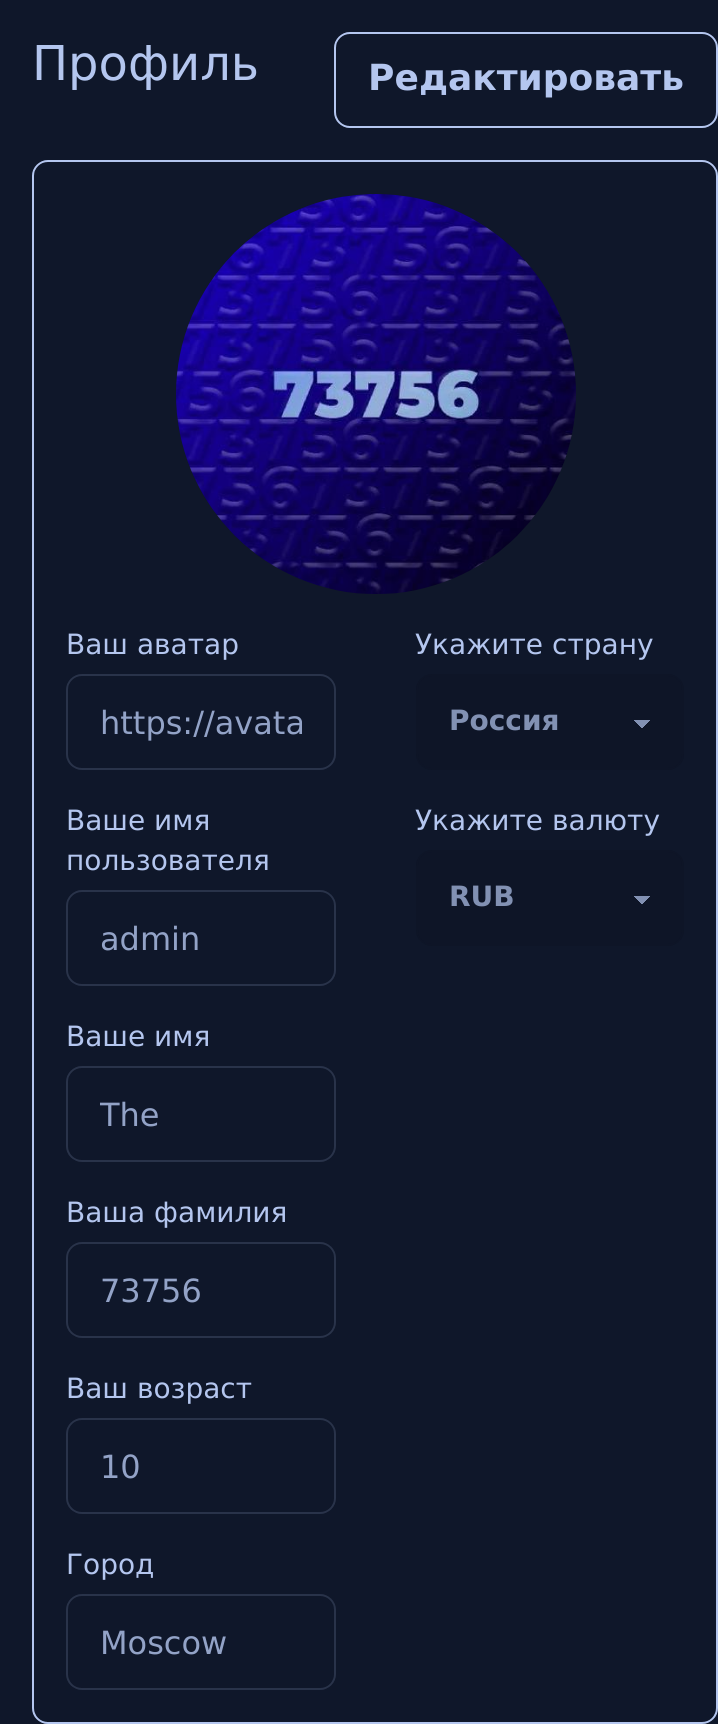 Профиль
Редактировать
73756
Ваш аватар
https://avata
Ваше имя
пользователя
admin
Ваше имя
The
Ваша фамилия
73756
Ваш возраст
10
Город
Moscow
Укажите страну
Россия
Укажите валюту
RUB